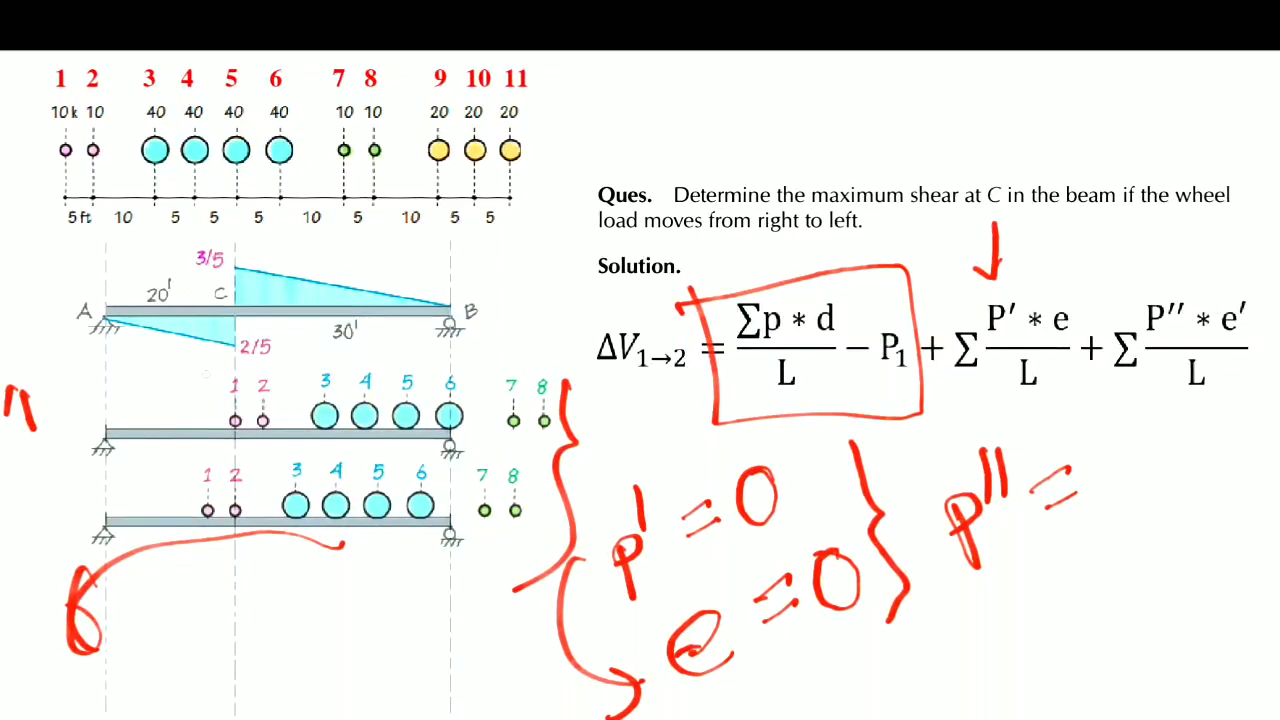 1 2 3 4 5 6 7 8 9 10 11
10k 10 40 40 40 40 10 10 20 20 20
5 ft 10 5 5 5 10 5 10 5 5
3/5
20' C
A B
30'
2/5
1 2 3 4 5 6 7 8
1 2 3 4 5 6 7 8
Ques. Determine the maximum shear at C in the beam if the wheel
load moves from right to left.
Solution.
ΔV₁→₂ = ∑p * d / L − P₁ + ∑ P′ * e / L + ∑ P″ * e′ / L
P' = 0
e = 0
P" =